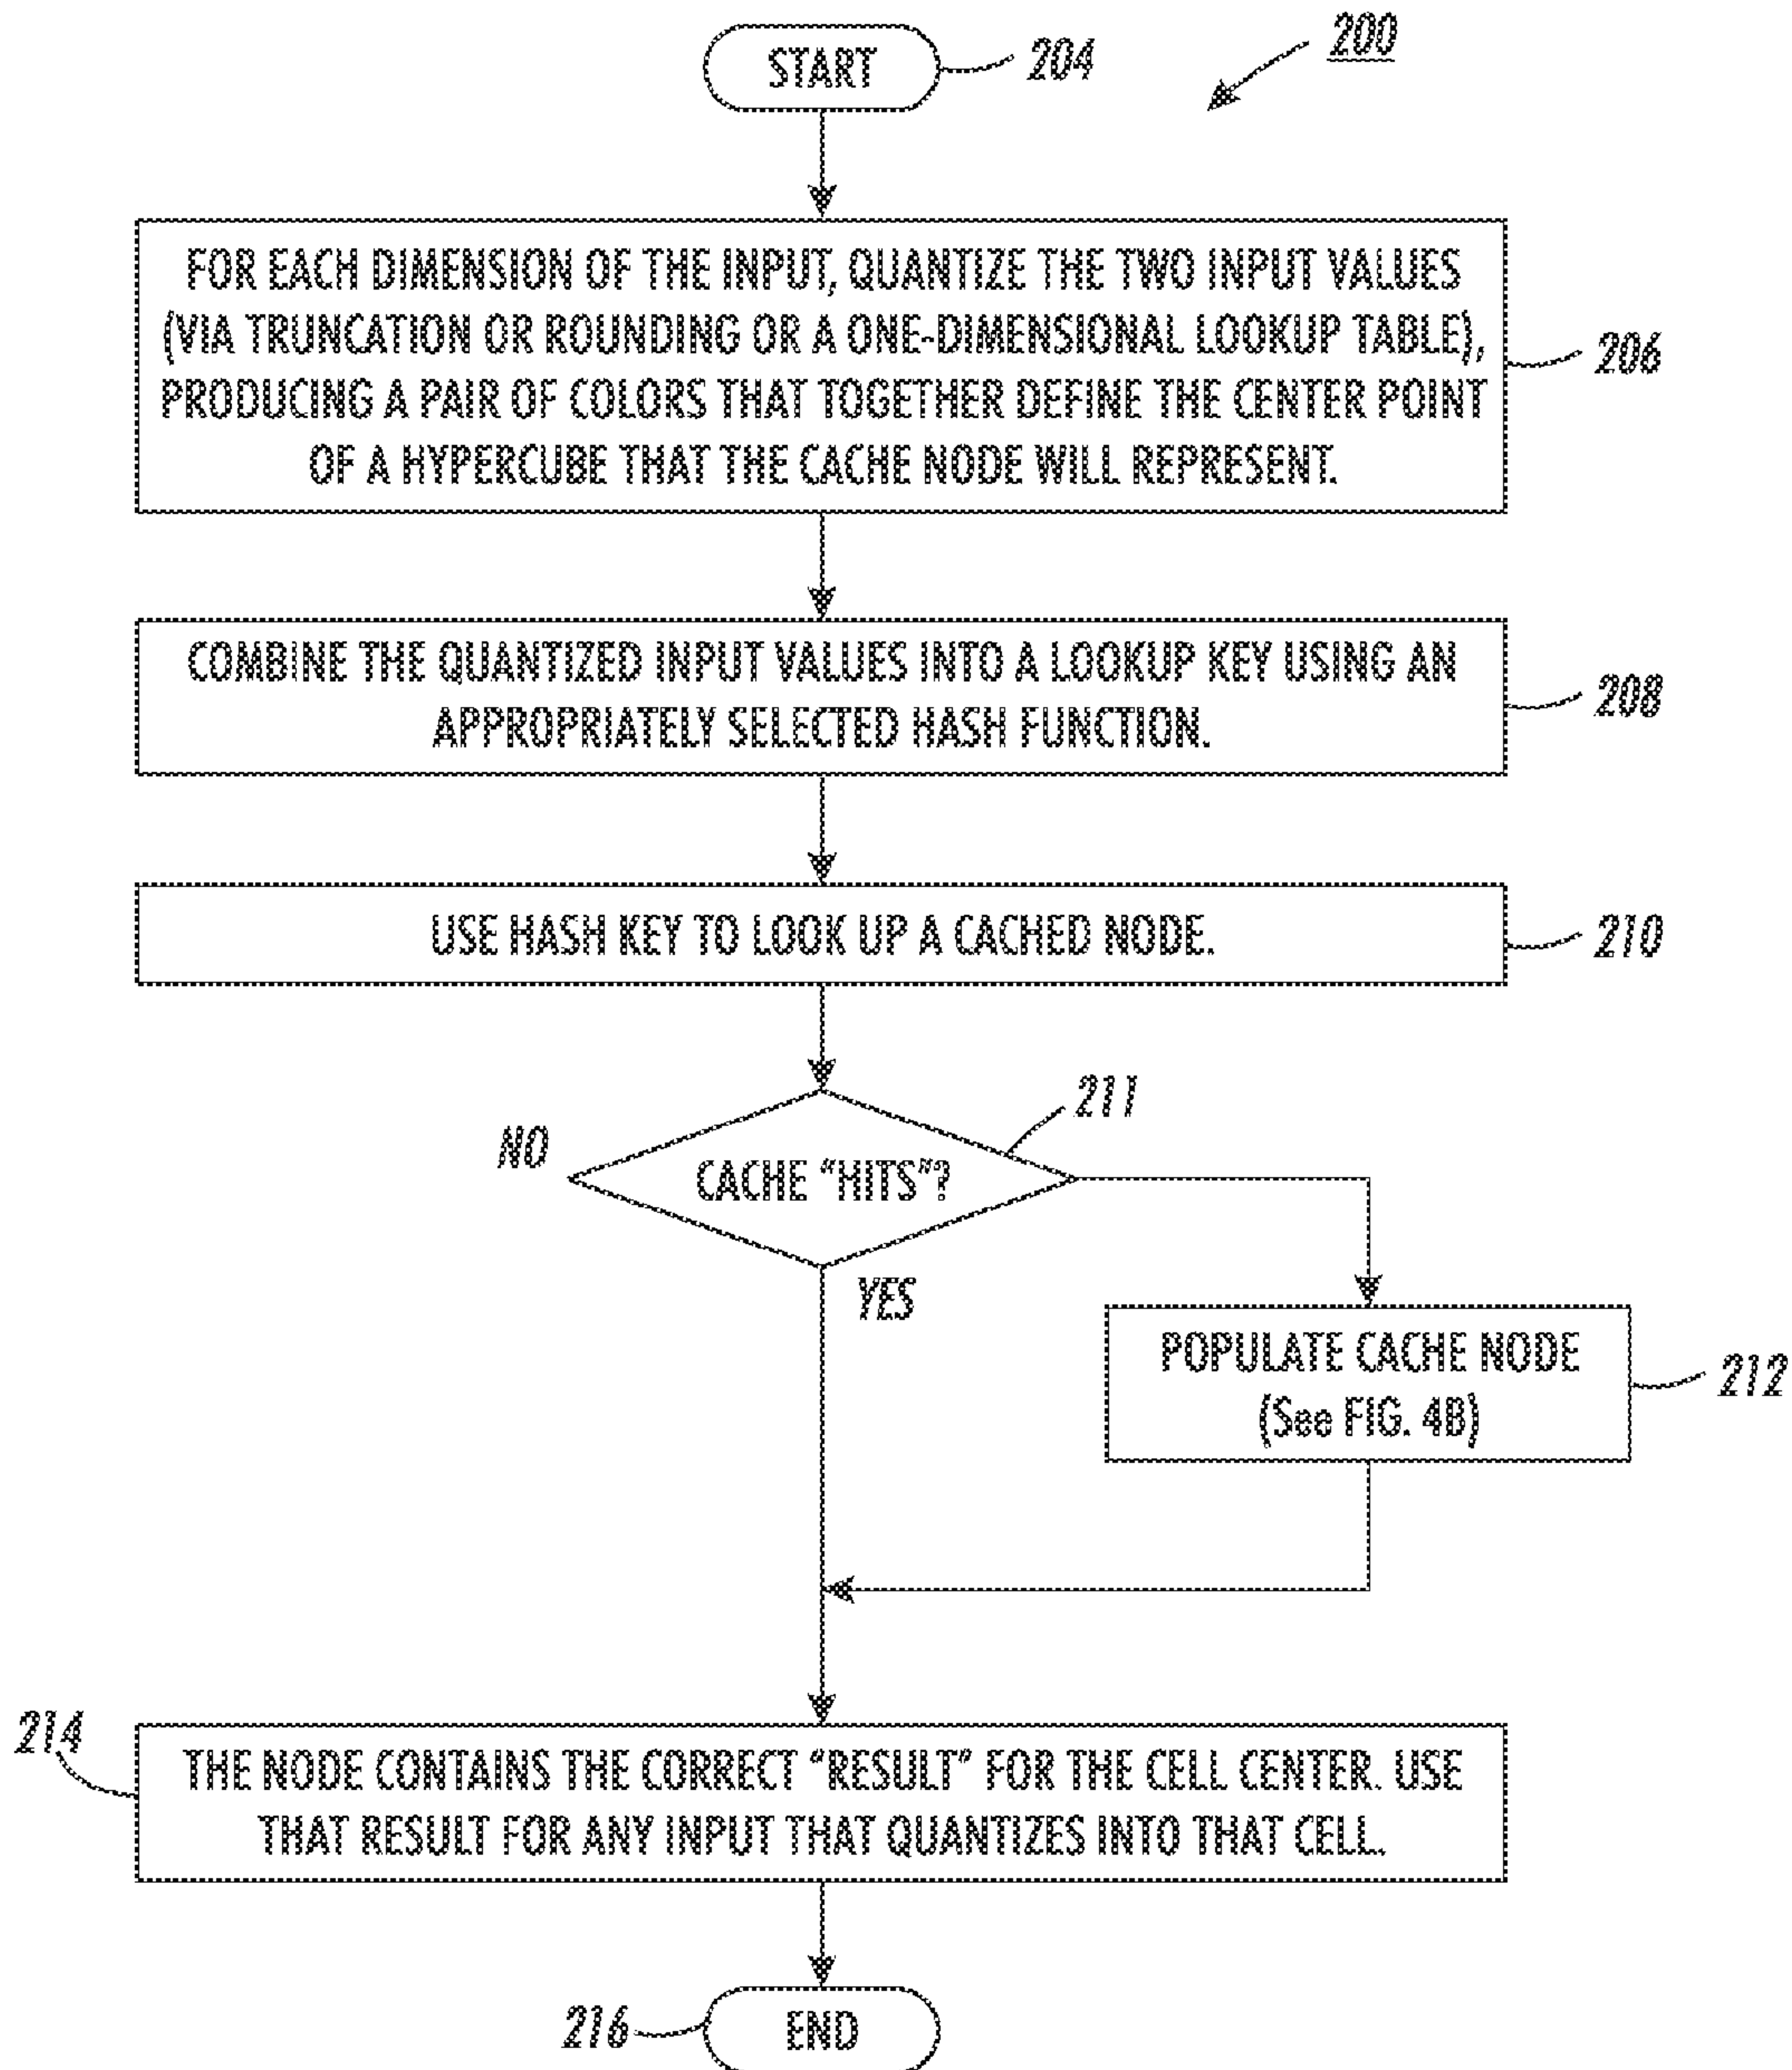 START
204
200
FOR EACH DIMENSION OF THE INPUT, QUANTIZE THE TWO INPUT VALUES
(VIA TRUNCATION OR ROUNDING OR A ONE-DIMENSIONAL LOOKUP TABLE),
PRODUCING A PAIR OF COLORS THAT TOGETHER DEFINE THE CENTER POINT
OF A HYPERCUBE THAT THE CACHE NODE WILL REPRESENT.
206
COMBINE THE QUANTIZED INPUT VALUES INTO A LOOKUP KEY USING AN
APPROPRIATELY SELECTED HASH FUNCTION.
208
USE HASH KEY TO LOOK UP A CACHED NODE.
210
NO
CACHE “HITS”?
211
YES
POPULATE CACHE NODE
(See FIG. 4B)
212
214
THE NODE CONTAINS THE CORRECT “RESULT” FOR THE CELL CENTER. USE
THAT RESULT FOR ANY INPUT THAT QUANTIZES INTO THAT CELL.
216
END